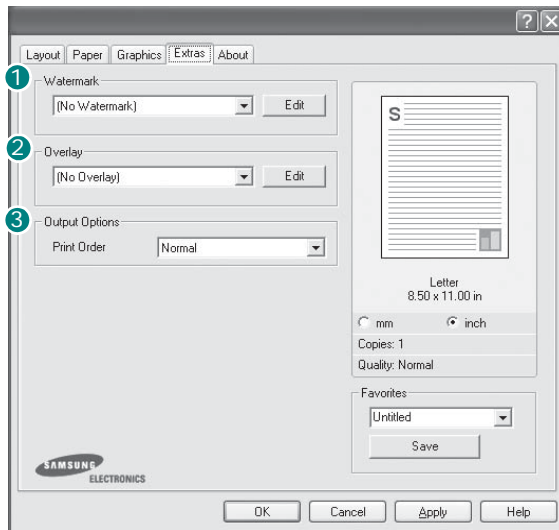 Layout Paper Graphics Extras About
1
Watermark
(No Watermark) Edit
2
Overlay
(No Overlay) Edit
3
Output Options
Print Order Normal
S
Letter
8.50 x 11.00 in
mm inch
Copies: 1
Quality: Normal
Favorites
Untitled
Save
SAMSUNG
ELECTRONICS
OK Cancel Apply Help